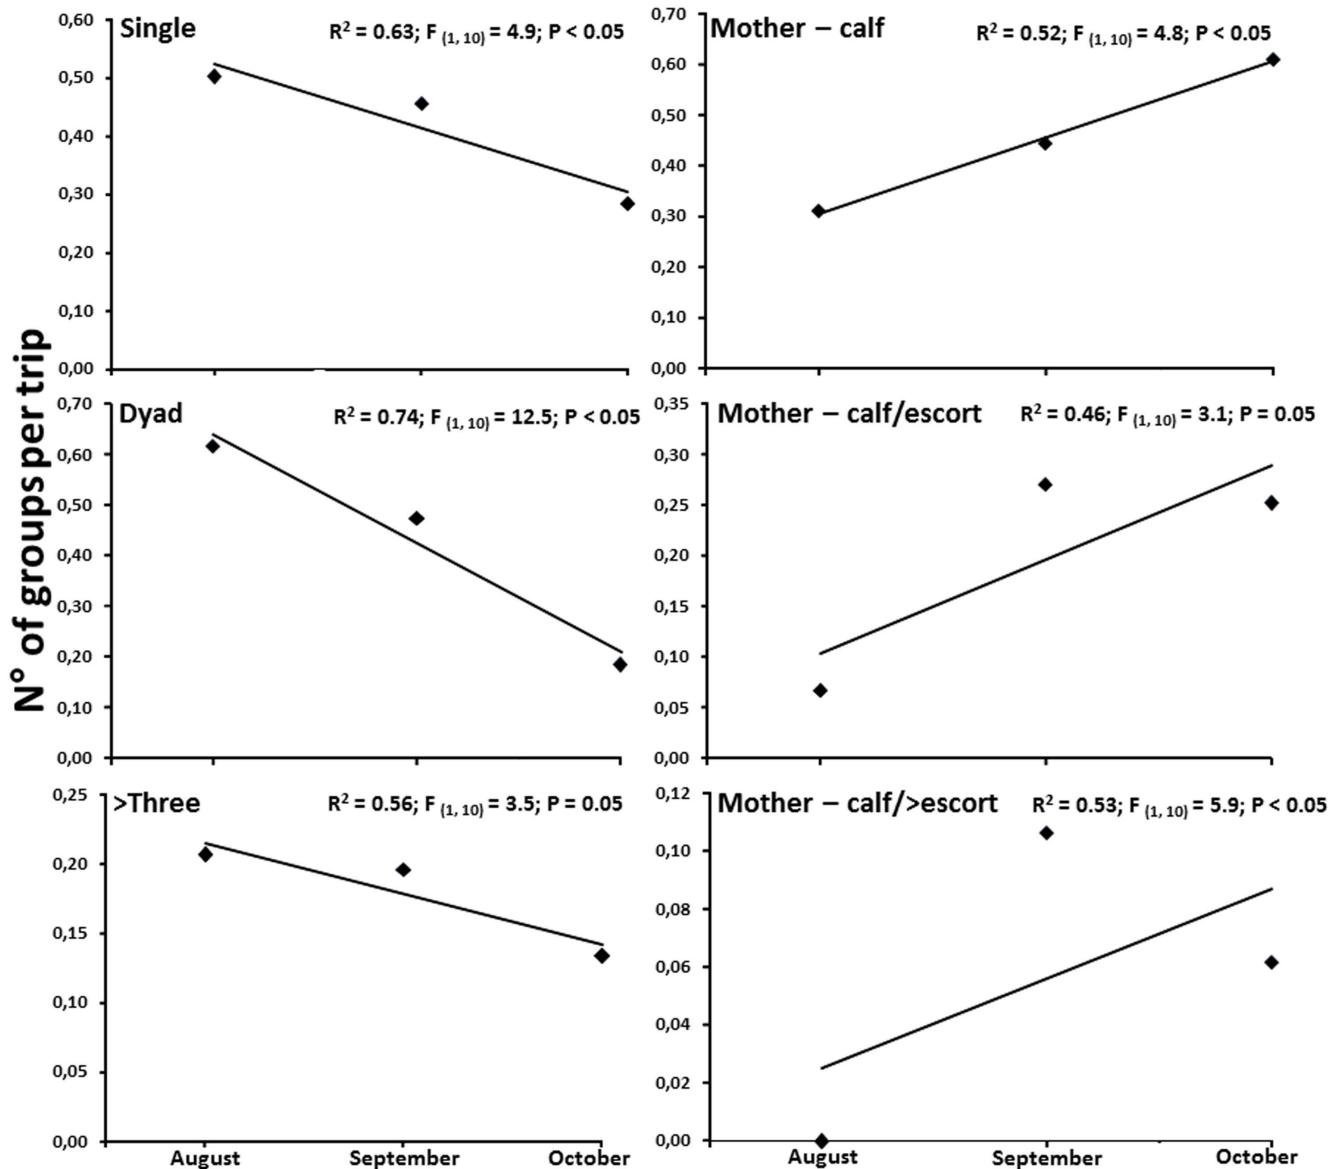 N° of groups per trip
Single
R² = 0.63; F (1, 10) = 4.9; P < 0.05
0,60
0,50
0,40
0,30
0,20
0,10
0,00
Mother – calf
R² = 0.52; F (1, 10) = 4.8; P < 0.05
0,70
0,60
0,50
0,40
0,30
0,20
0,10
0,00
Dyad
R² = 0.74; F (1, 10) = 12.5; P < 0.05
0,70
0,60
0,50
0,40
0,30
0,20
0,10
0,00
Mother – calf/escort
R² = 0.46; F (1, 10) = 3.1; P = 0.05
0,35
0,30
0,25
0,20
0,15
0,10
0,05
0,00
>Three
R² = 0.56; F (1, 10) = 3.5; P = 0.05
0,25
0,20
0,15
0,10
0,05
0,00
August September October
Mother – calf/>escort
R² = 0.53; F (1, 10) = 5.9; P < 0.05
0,12
0,10
0,08
0,06
0,04
0,02
0,00
August September October